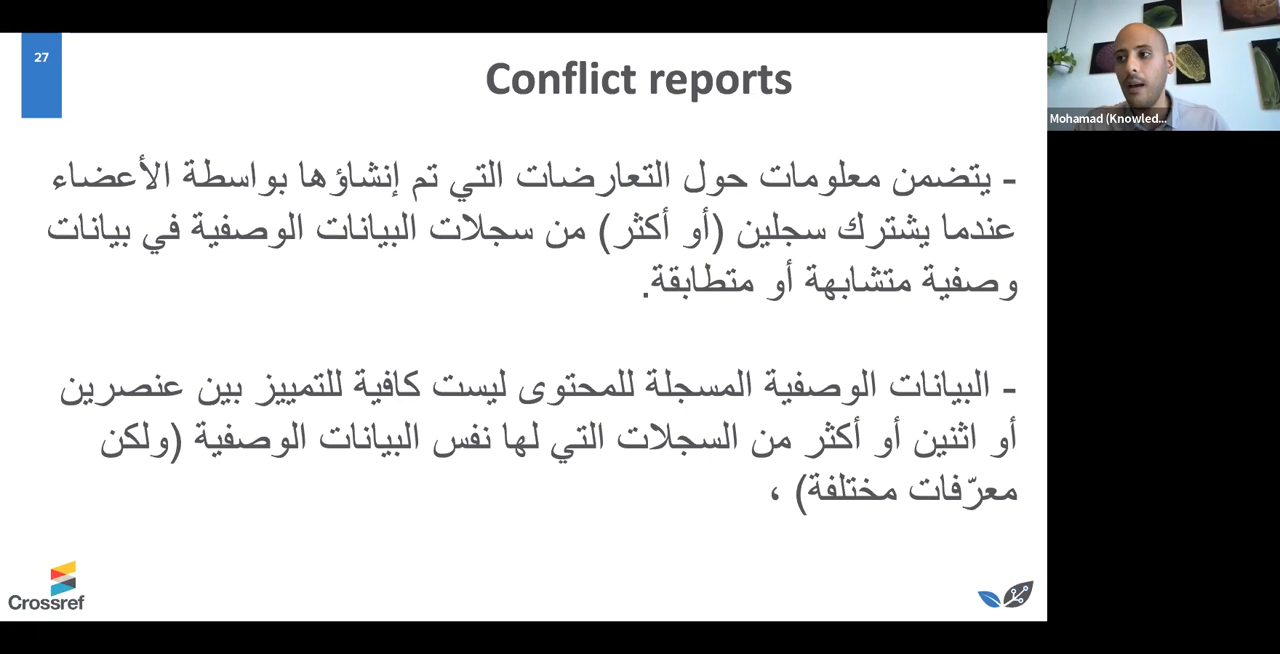 27
Conflict reports
- يتضمن معلومات حول التعارضات التي تم إنشاؤها بواسطة الأعضاء
عندما يشترك سجلين (أو أكثر) من سجلات البيانات الوصفية في بيانات
وصفية متشابهة أو متطابقة.
- البيانات الوصفية المسجلة للمحتوى ليست كافية للتمييز بين عنصرين
أو اثنين أو أكثر من السجلات التي لها نفس البيانات الوصفية (ولكن
معرّفات مختلفة) ،
Crossref
Mohamad (Knowled...